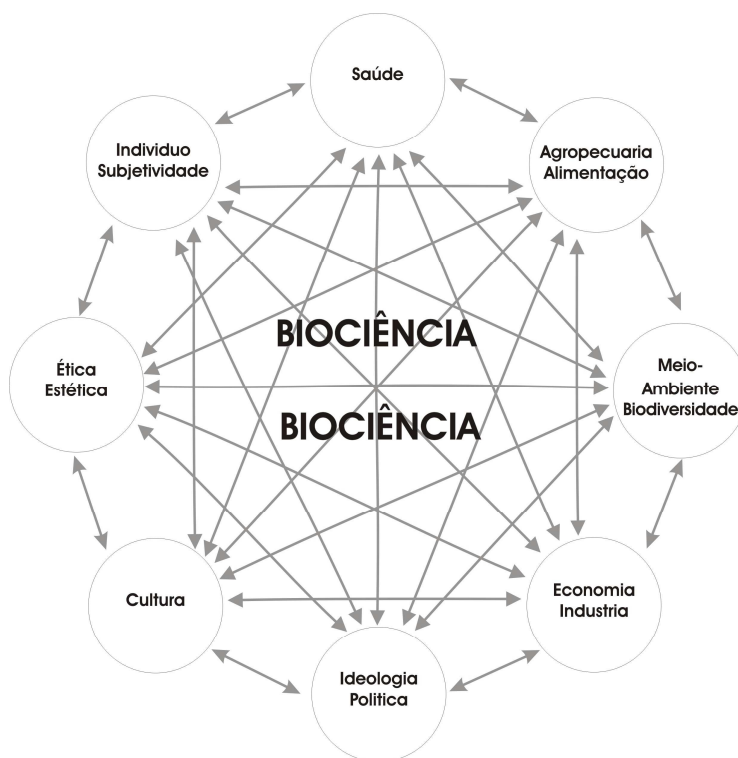 Saúde
Individuo
Subjetividade
Agropecuaria
Alimentação
BIOCIÊNCIA
Ética
Estética
Meio-
Ambiente
Biodiversidade
BIOCIÊNCIA
Cultura
Economia
Industria
Ideologia
Politica